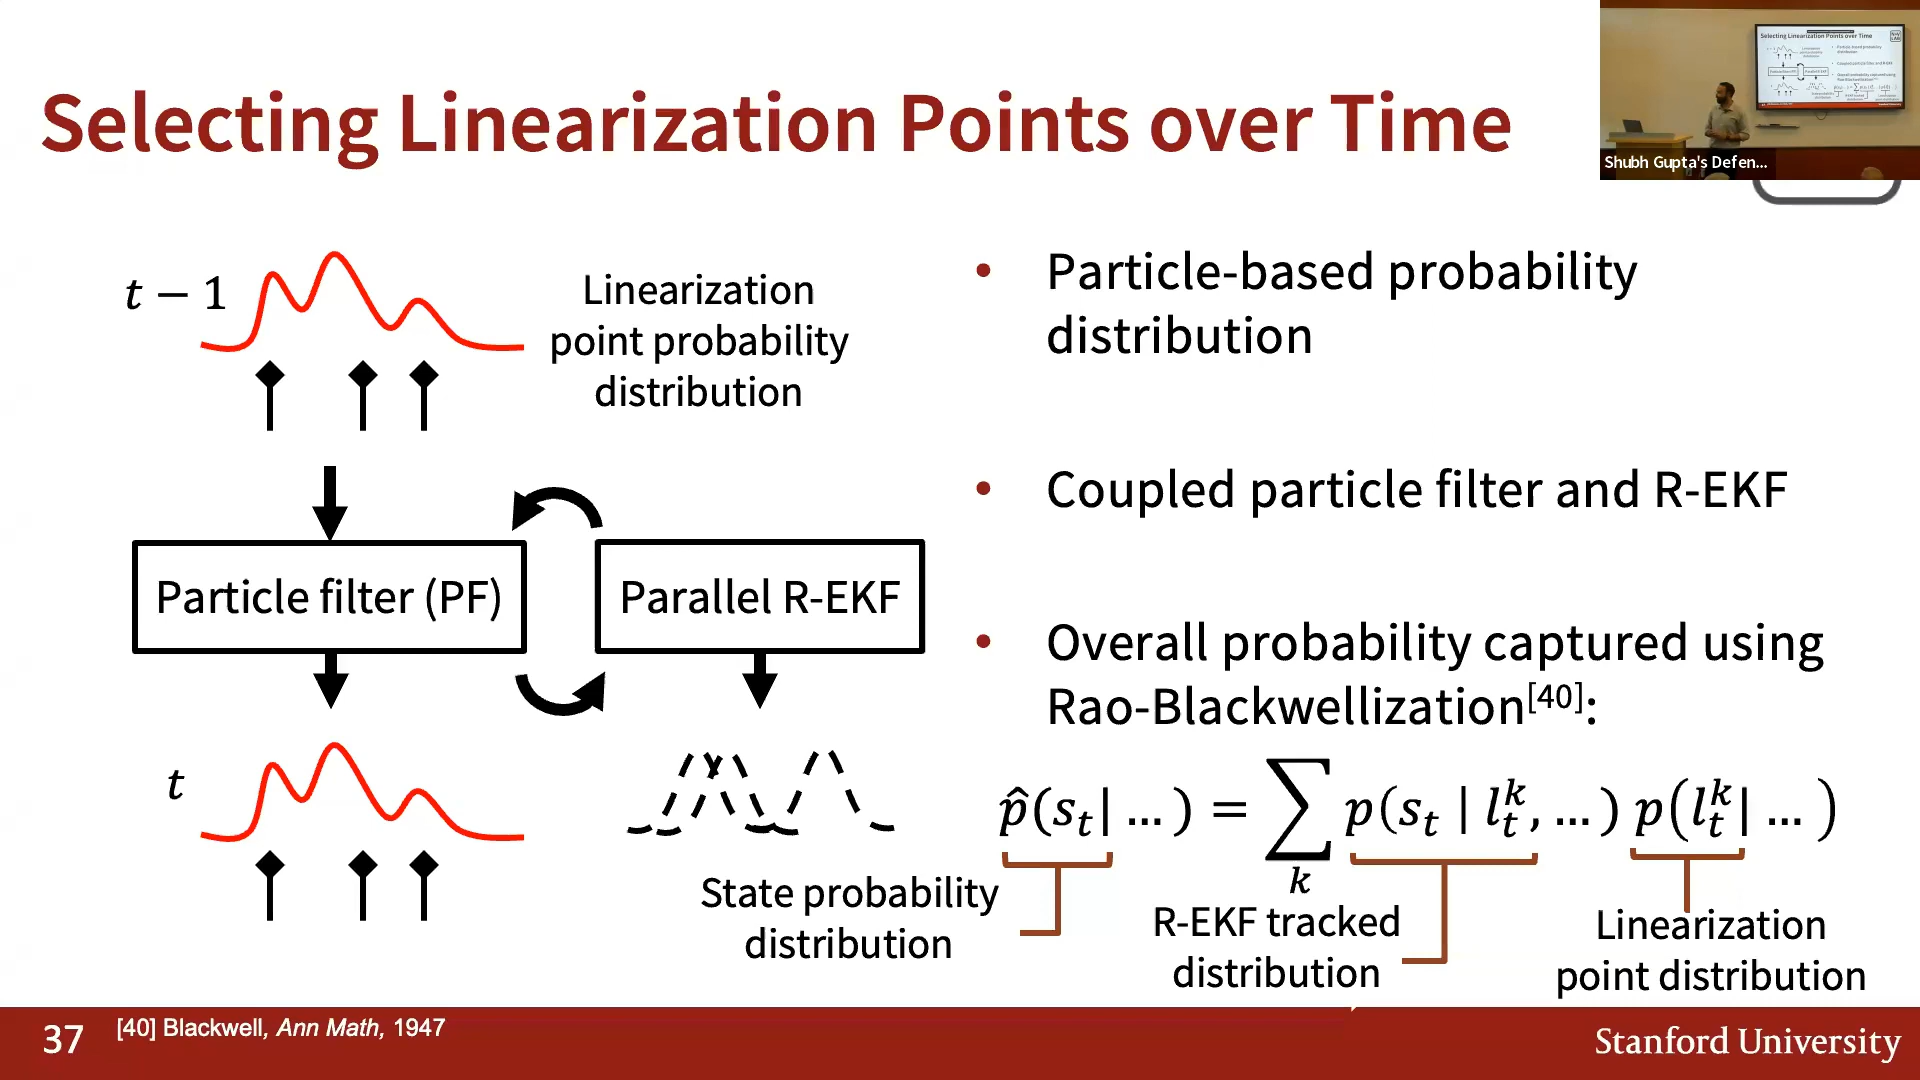 Selecting Linearization Points over Time
Shubh Gupta's Defen...
t − 1
Linearization
point probability
distribution
Particle filter (PF)
Parallel R-EKF
t
State probability
distribution
• Particle-based probability
distribution
• Coupled particle filter and R-EKF
• Overall probability captured using
Rao-Blackwellization[40]:
p̂(s_t| ... ) = ∑_k p(s_t | l_t^k, ... ) p(l_t^k| ... )
R-EKF tracked
distribution
Linearization
point distribution
37
[40] Blackwell, Ann Math, 1947
Stanford University